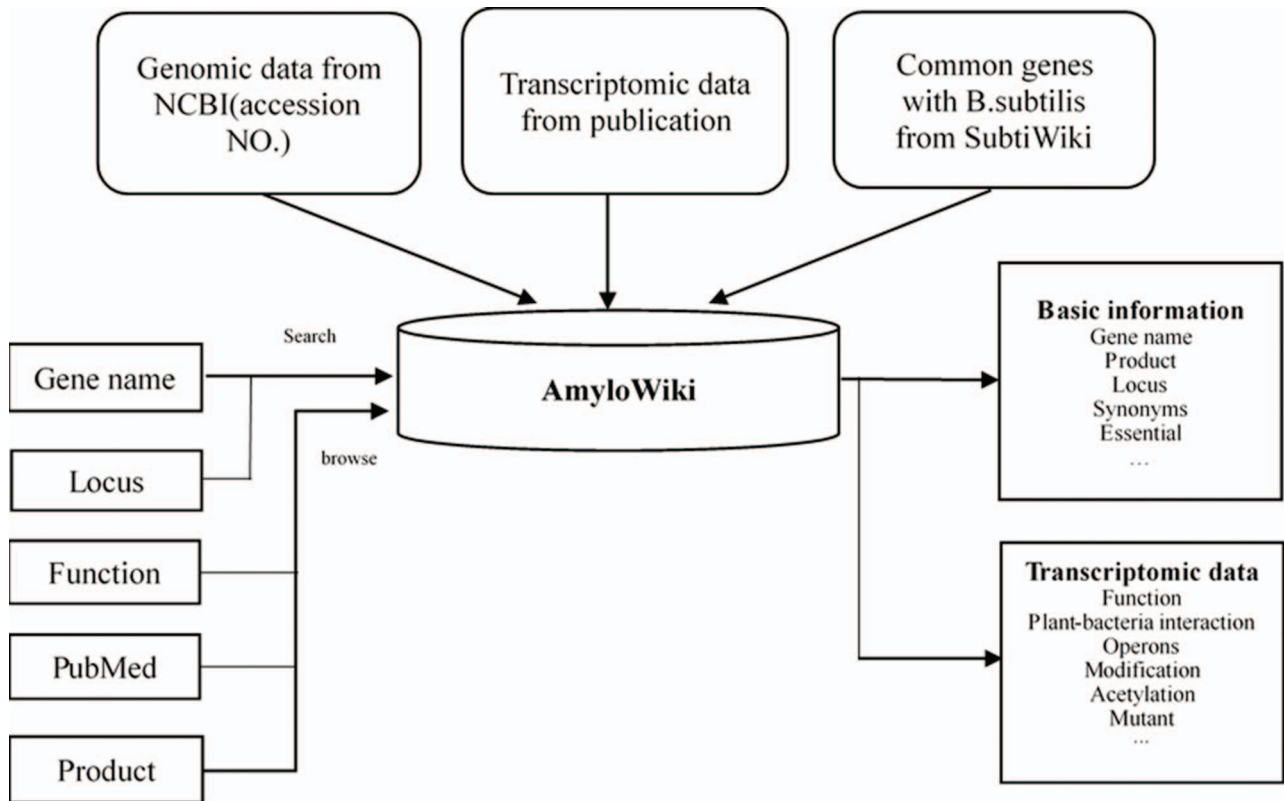 Genomic data from
NCBI(accession
NO.)
Transcriptomic data
from publication
Common genes
with B.subtilis
from SubtiWiki
Search
Gene name
Locus
Function
PubMed
Product
browse
AmyloWiki
Basic information
Gene name
Product
Locus
Synonyms
Essential
...
Transcriptomic data
Function
Plant-bacteria interaction
Operons
Modification
Acetylation
Mutant
...